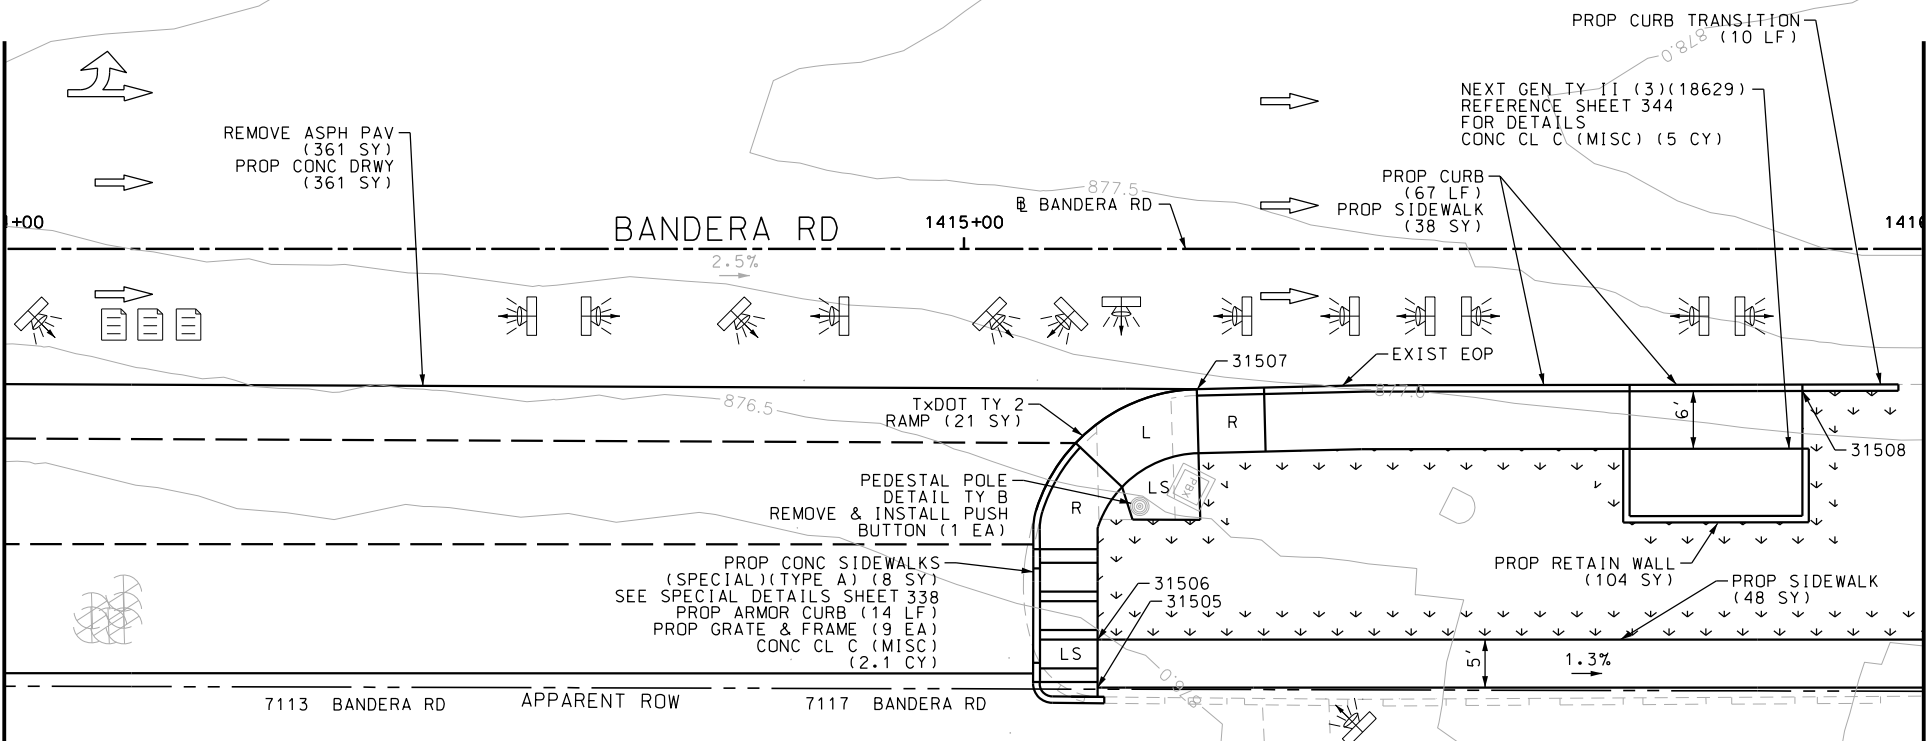 PROP CURB TRANSITION
(10 LF)
878.0
NEXT GEN TY II (3)(18629)
REFERENCE SHEET 344
FOR DETAILS
CONC CL C (MISC) (5 CY)
REMOVE ASPH PAV
(361 SY)
PROP CONC DRWY
(361 SY)
PROP CURB
(67 LF)
PROP SIDEWALK
(38 SY)
877.5
BANDERA RD
+00
BANDERA RD
1415+00
141
2.5%
EXIST EOP
31507
877.0
876.5
TxDOT TY 2
RAMP (21 SY)
L
R
6'
31508
PEDESTAL POLE
DETAIL TY B
REMOVE & INSTALL PUSH
BUTTON (1 EA)
LS
PBX
R
PROP CONC SIDEWALKS
(SPECIAL)(TYPE A) (8 SY)
SEE SPECIAL DETAILS SHEET 338
PROP ARMOR CURB (14 LF)
PROP GRATE & FRAME (9 EA)
CONC CL C (MISC)
(2.1 CY)
PROP RETAIN WALL
(104 SY)
31506
31505
PROP SIDEWALK
(48 SY)
LS
5'
1.3%
876.0
7113 BANDERA RD
APPARENT ROW
7117 BANDERA RD